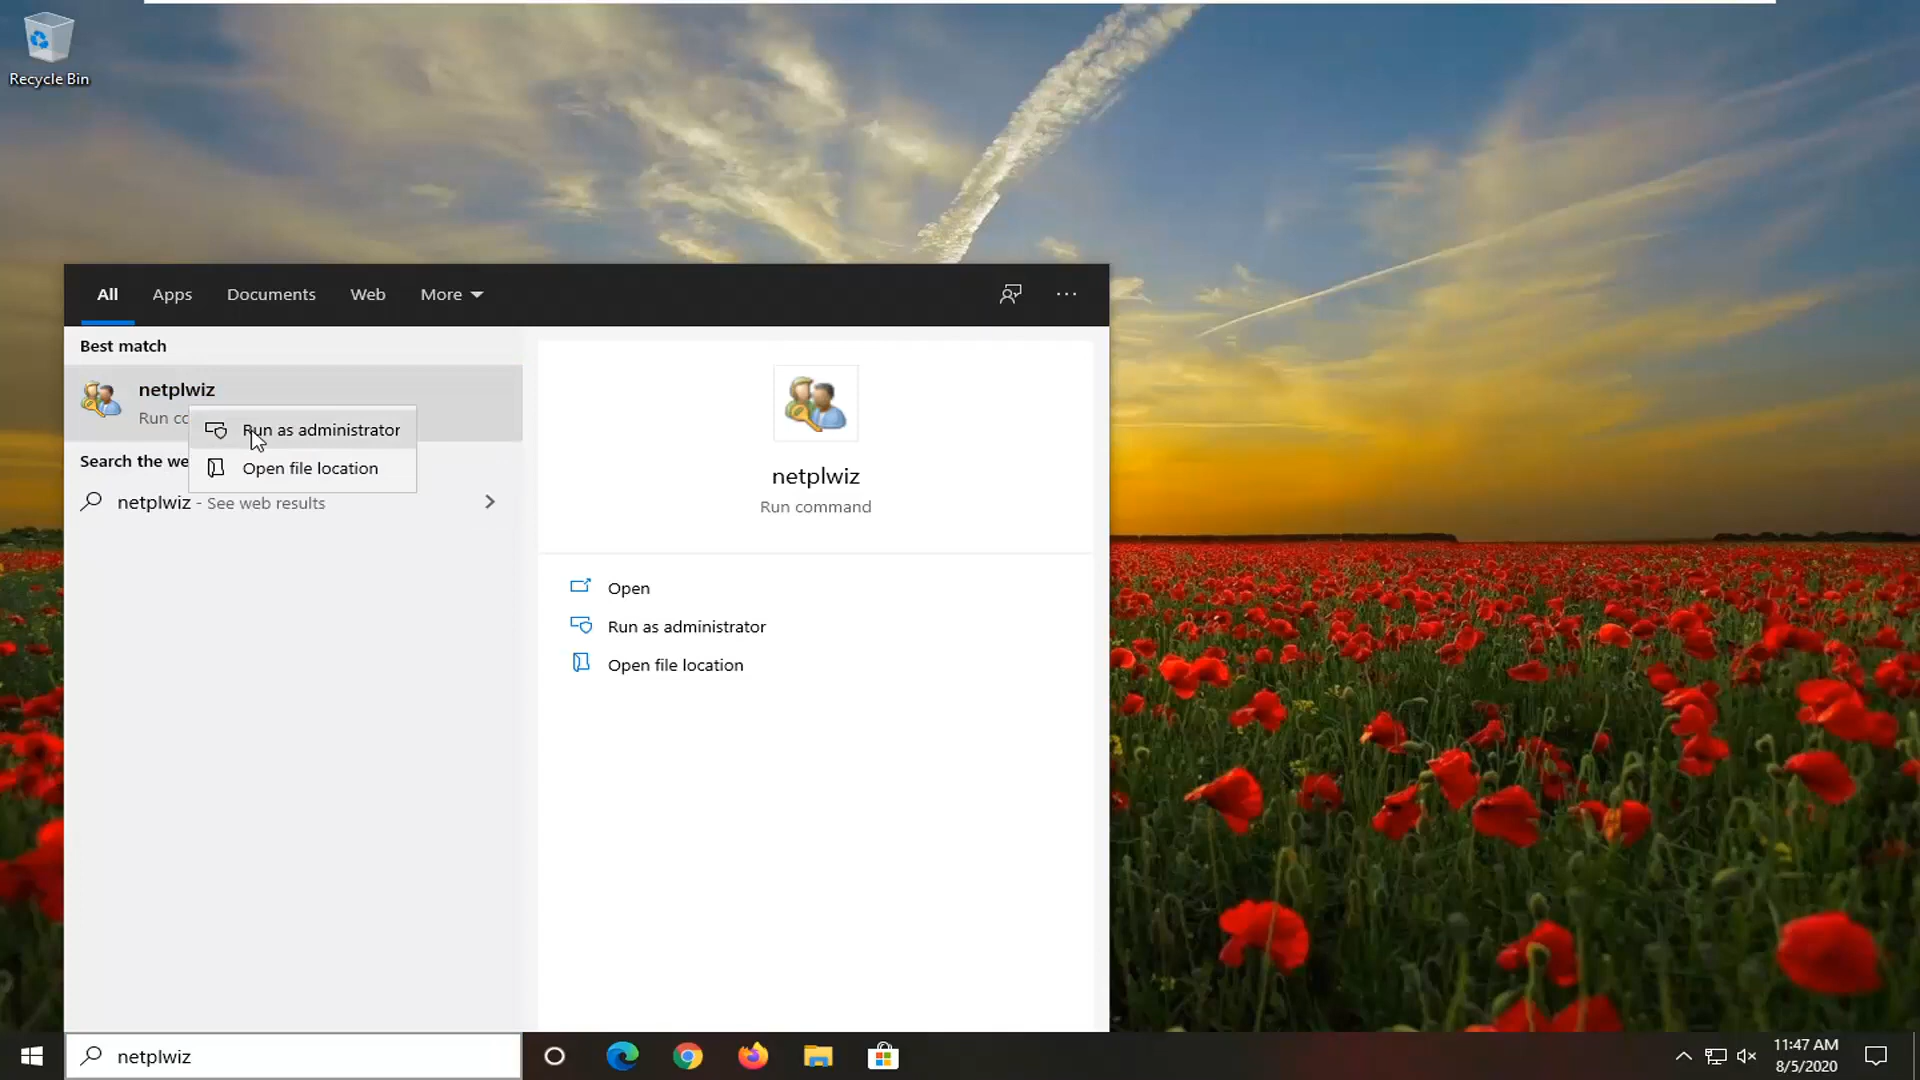 Recycle Bin
All Apps Documents Web More
Best match
netplwiz
Run co
Run as administrator
Search the we
Open file location
netplwiz - See web results
netplwiz
Run command
Open
Run as administrator
Open file location
netplwiz
11:47 AM
8/5/2020